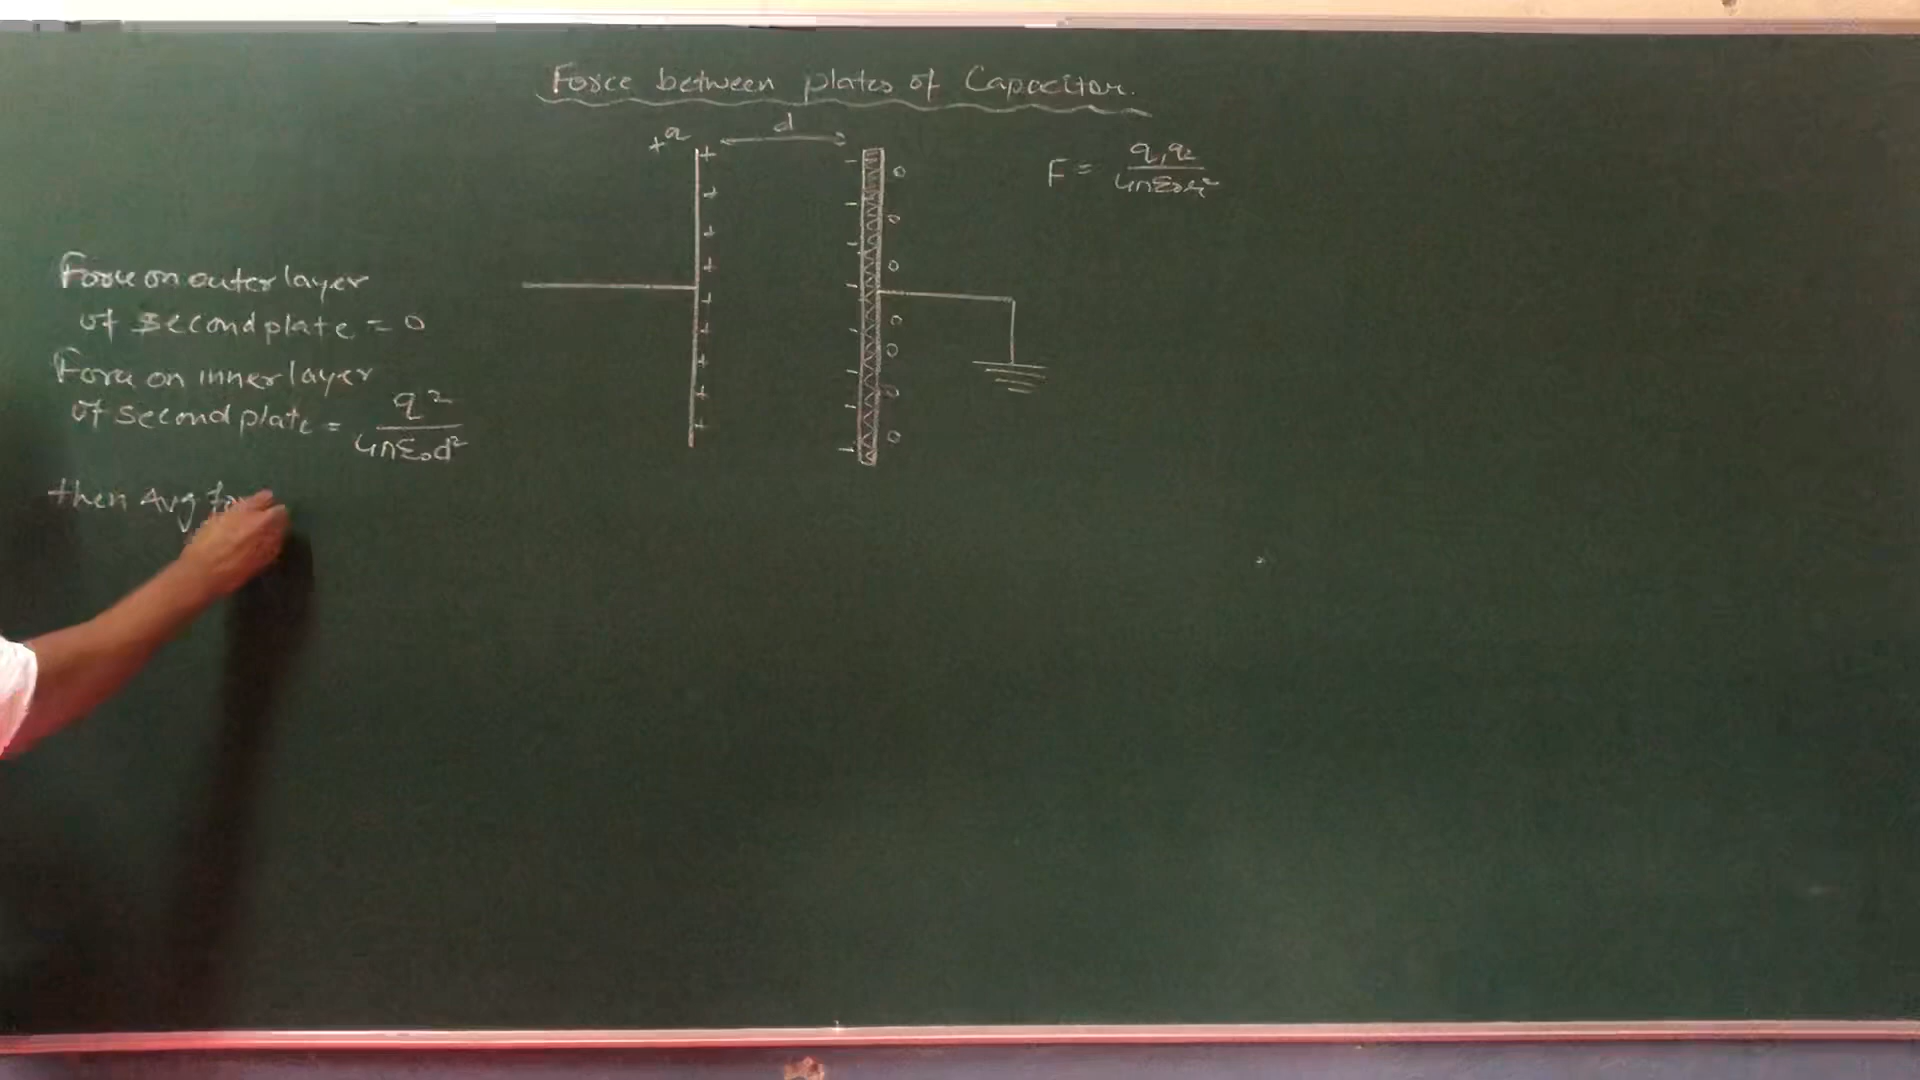 Force between plates of Capacitor.
+q
d
F = q1q2/4πε0r²
Force on outer layer
of second plate = 0
Force on inner layer
of second plate = q²/4πε0d²
then Avg